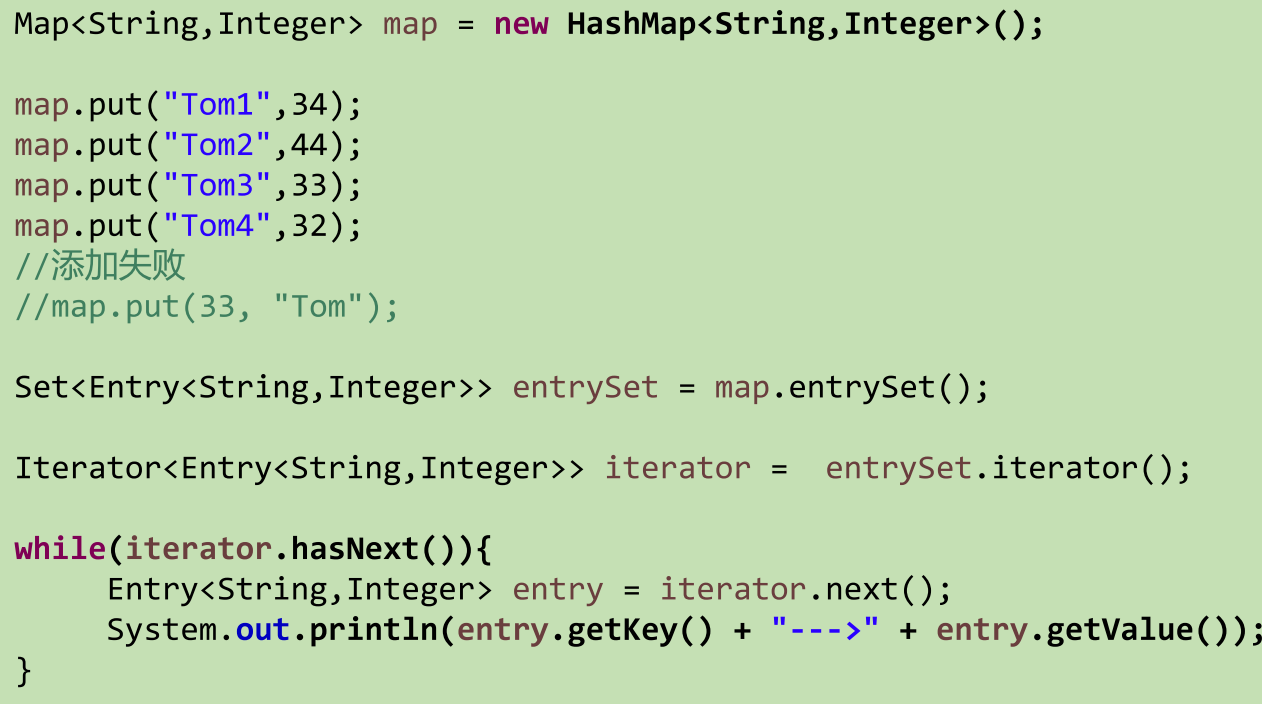 Map<String,Integer> map = new HashMap<String,Integer>();
map.put("Tom1",34);
map.put("Tom2",44);
map.put("Tom3",33);
map.put("Tom4",32);
//添加失败
//map.put(33, "Tom");
Set<Entry<String,Integer>> entrySet = map.entrySet();
Iterator<Entry<String,Integer>> iterator =  entrySet.iterator();
while(iterator.hasNext()){
     Entry<String,Integer> entry = iterator.next();
     System.out.println(entry.getKey() + "--->" + entry.getValue());
}